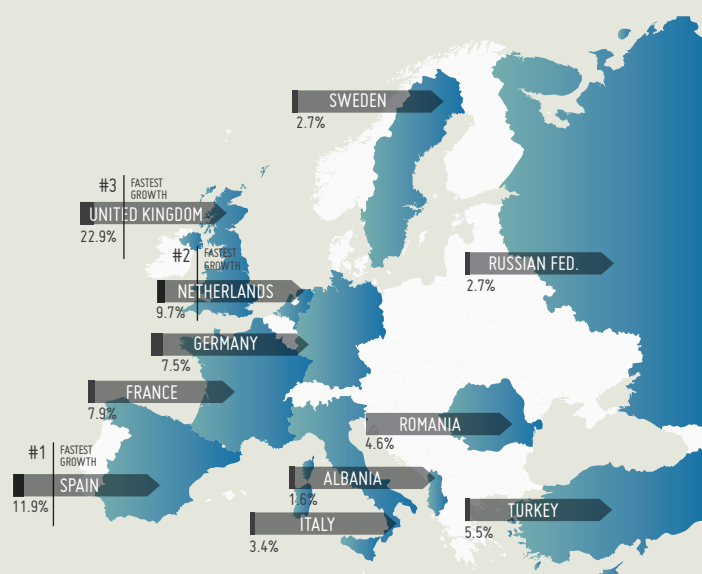 SWEDEN
2.7%
#3 FASTEST
GROWTH
UNITED KINGDOM
22.9%
#2 FASTEST
GROWTH
RUSSIAN FED.
2.7%
NETHERLANDS
9.7%
GERMANY
7.5%
FRANCE
7.9%
ROMANIA
4.6%
#1 FASTEST
GROWTH
SPAIN
11.9%
ALBANIA
1.6%
TURKEY
5.5%
ITALY
3.4%